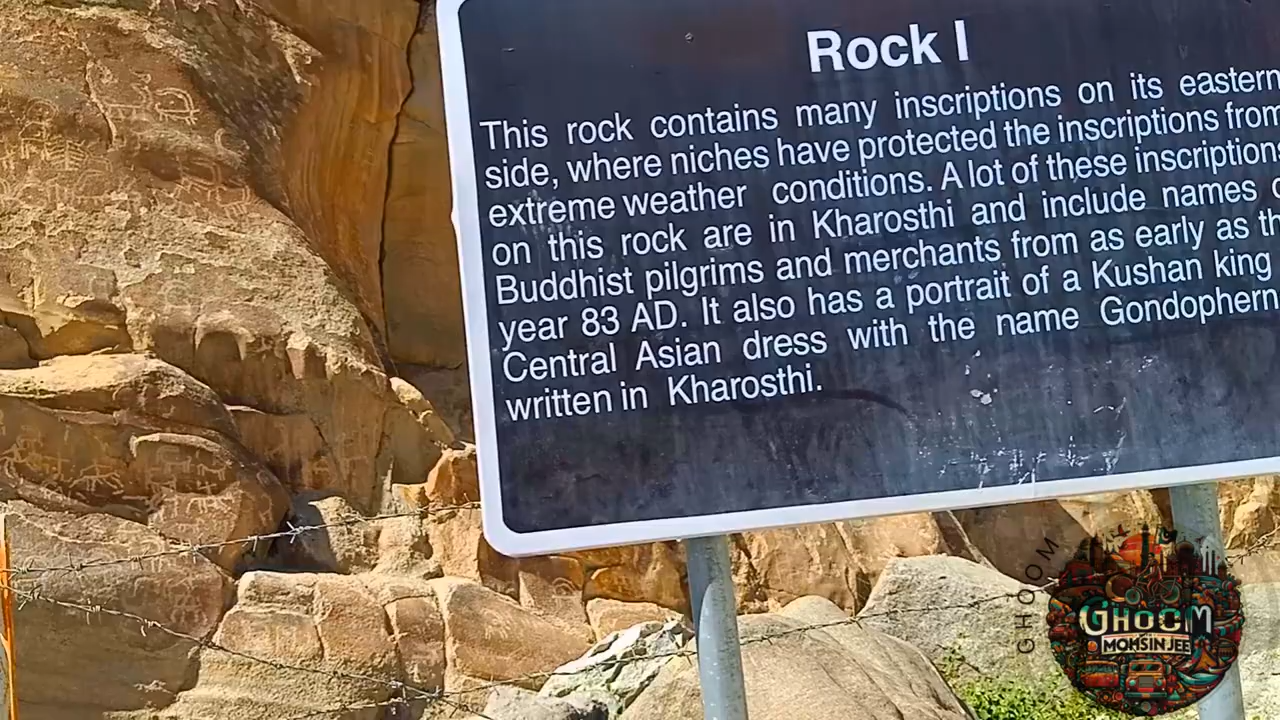 Rock I
This rock contains many inscriptions on its eastern
side, where niches have protected the inscriptions from
extreme weather conditions. A lot of these inscriptions
on this rock are in Kharosthi and include names
Buddhist pilgrims and merchants from as early as
year 83 AD. It also has a portrait of a Kushan king
Central Asian dress with the name
written in Kharosthi.
GHOOM
GHOOM
MOHSIN JEE